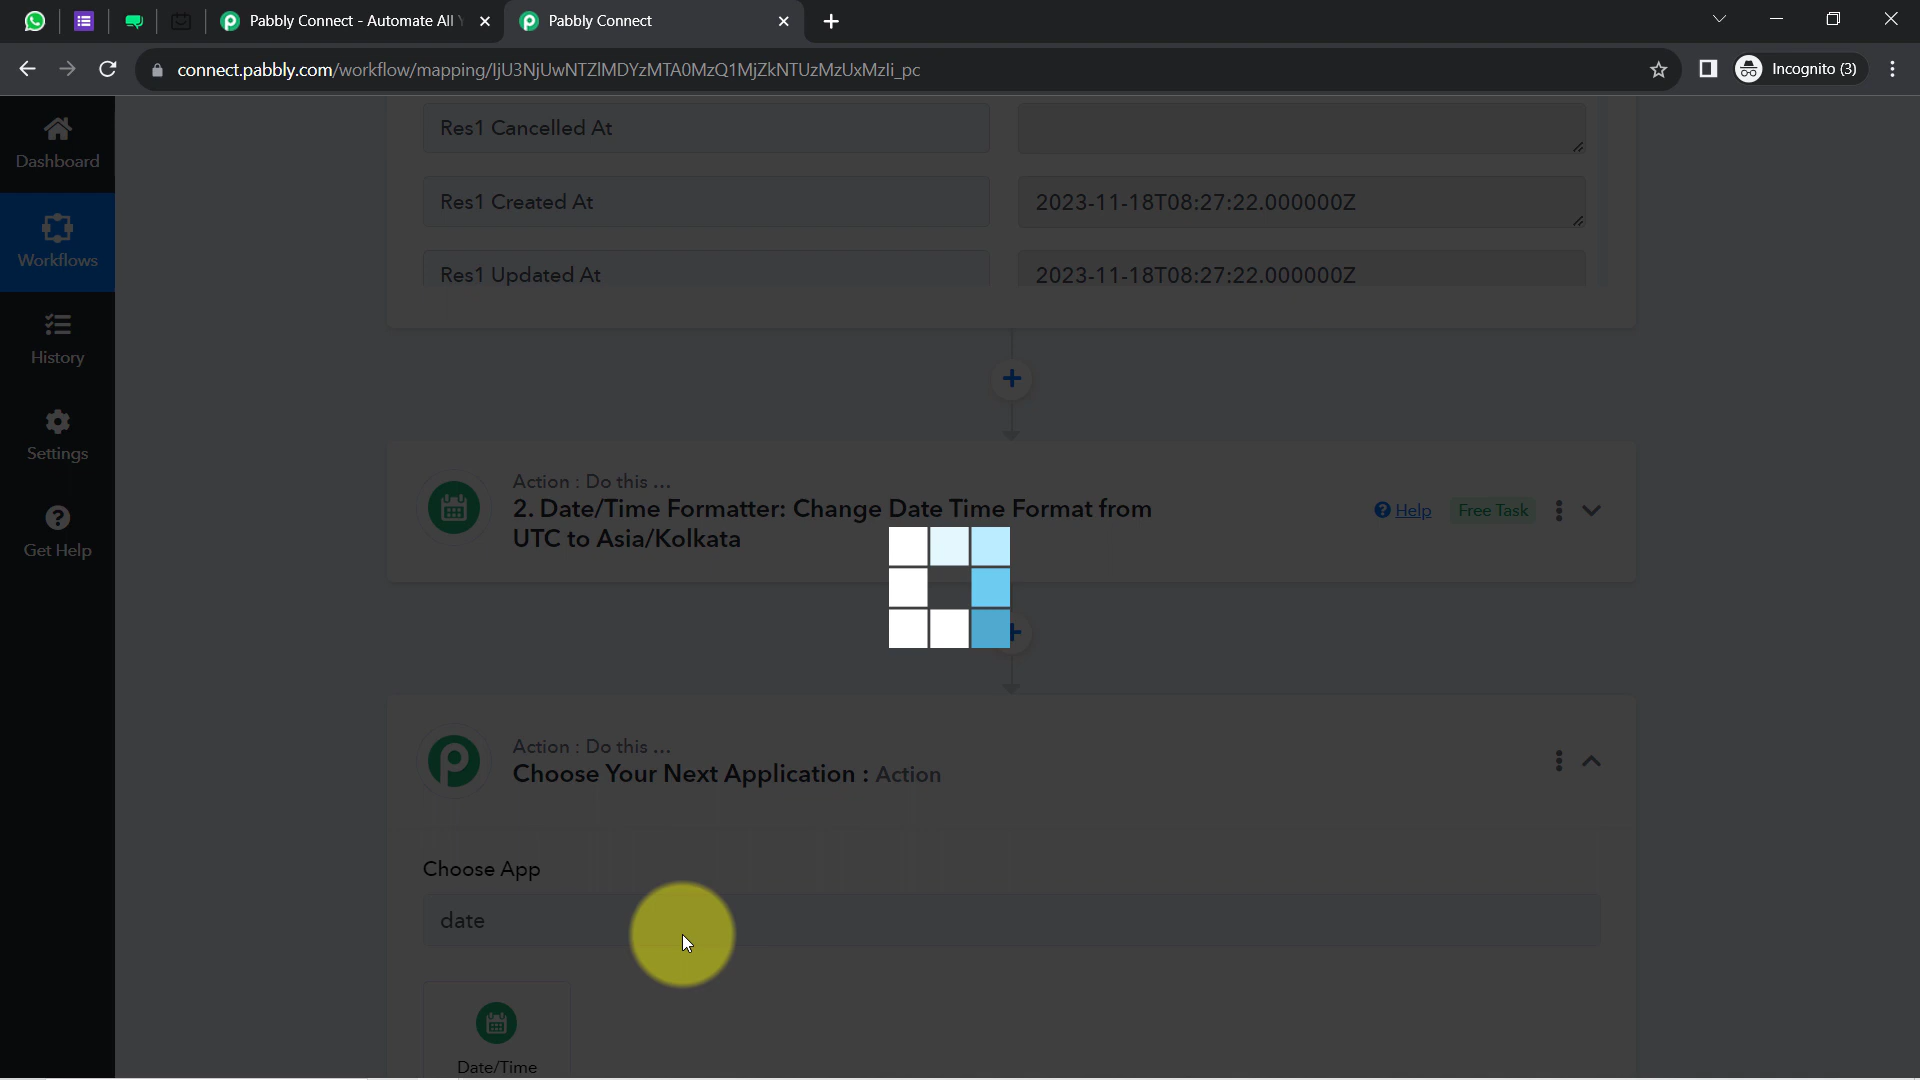 Pabbly Connect - Automate All
Pabbly Connect
connect.pabbly.com/workflow/mapping/IjU3NjUwNTZlMDYzMTA0MzQ1MjZkNTUzMzUxMzIi_pc
Incognito (3)
Dashboard
Workflows
History
Settings
Get Help
Res1 Cancelled At
Res1 Created At
2023-11-18T08:27:22.000000Z
Res1 Updated At
2023-11-18T08:27:22.000000Z
Action : Do this ...
2. Date/Time Formatter: Change Date Time Format from
UTC to Asia/Kolkata
Help
Free Task
Action : Do this ...
Choose Your Next Application : Action
Choose App
date
Date/Time